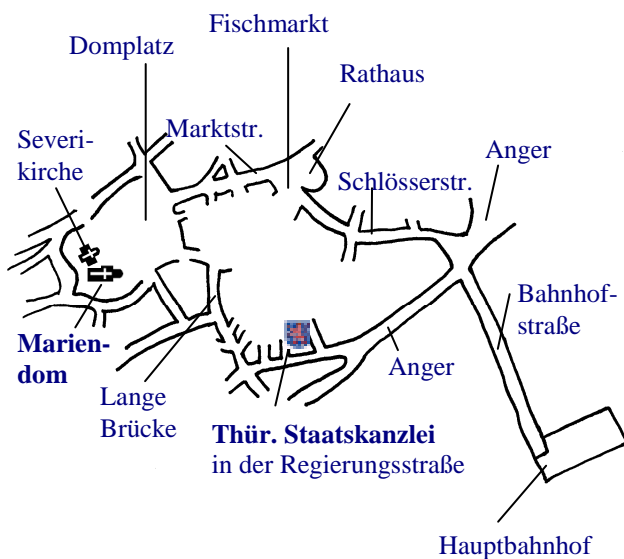 Fischmarkt
Domplatz
Rathaus
Marktstr.
Severi-
kirche
Anger
Schlösserstr.
Bahnhof-
straße
Marien-
dom
Anger
Lange
Brücke
Thür. Staatskanzlei
in der Regierungsstraße
Hauptbahnhof